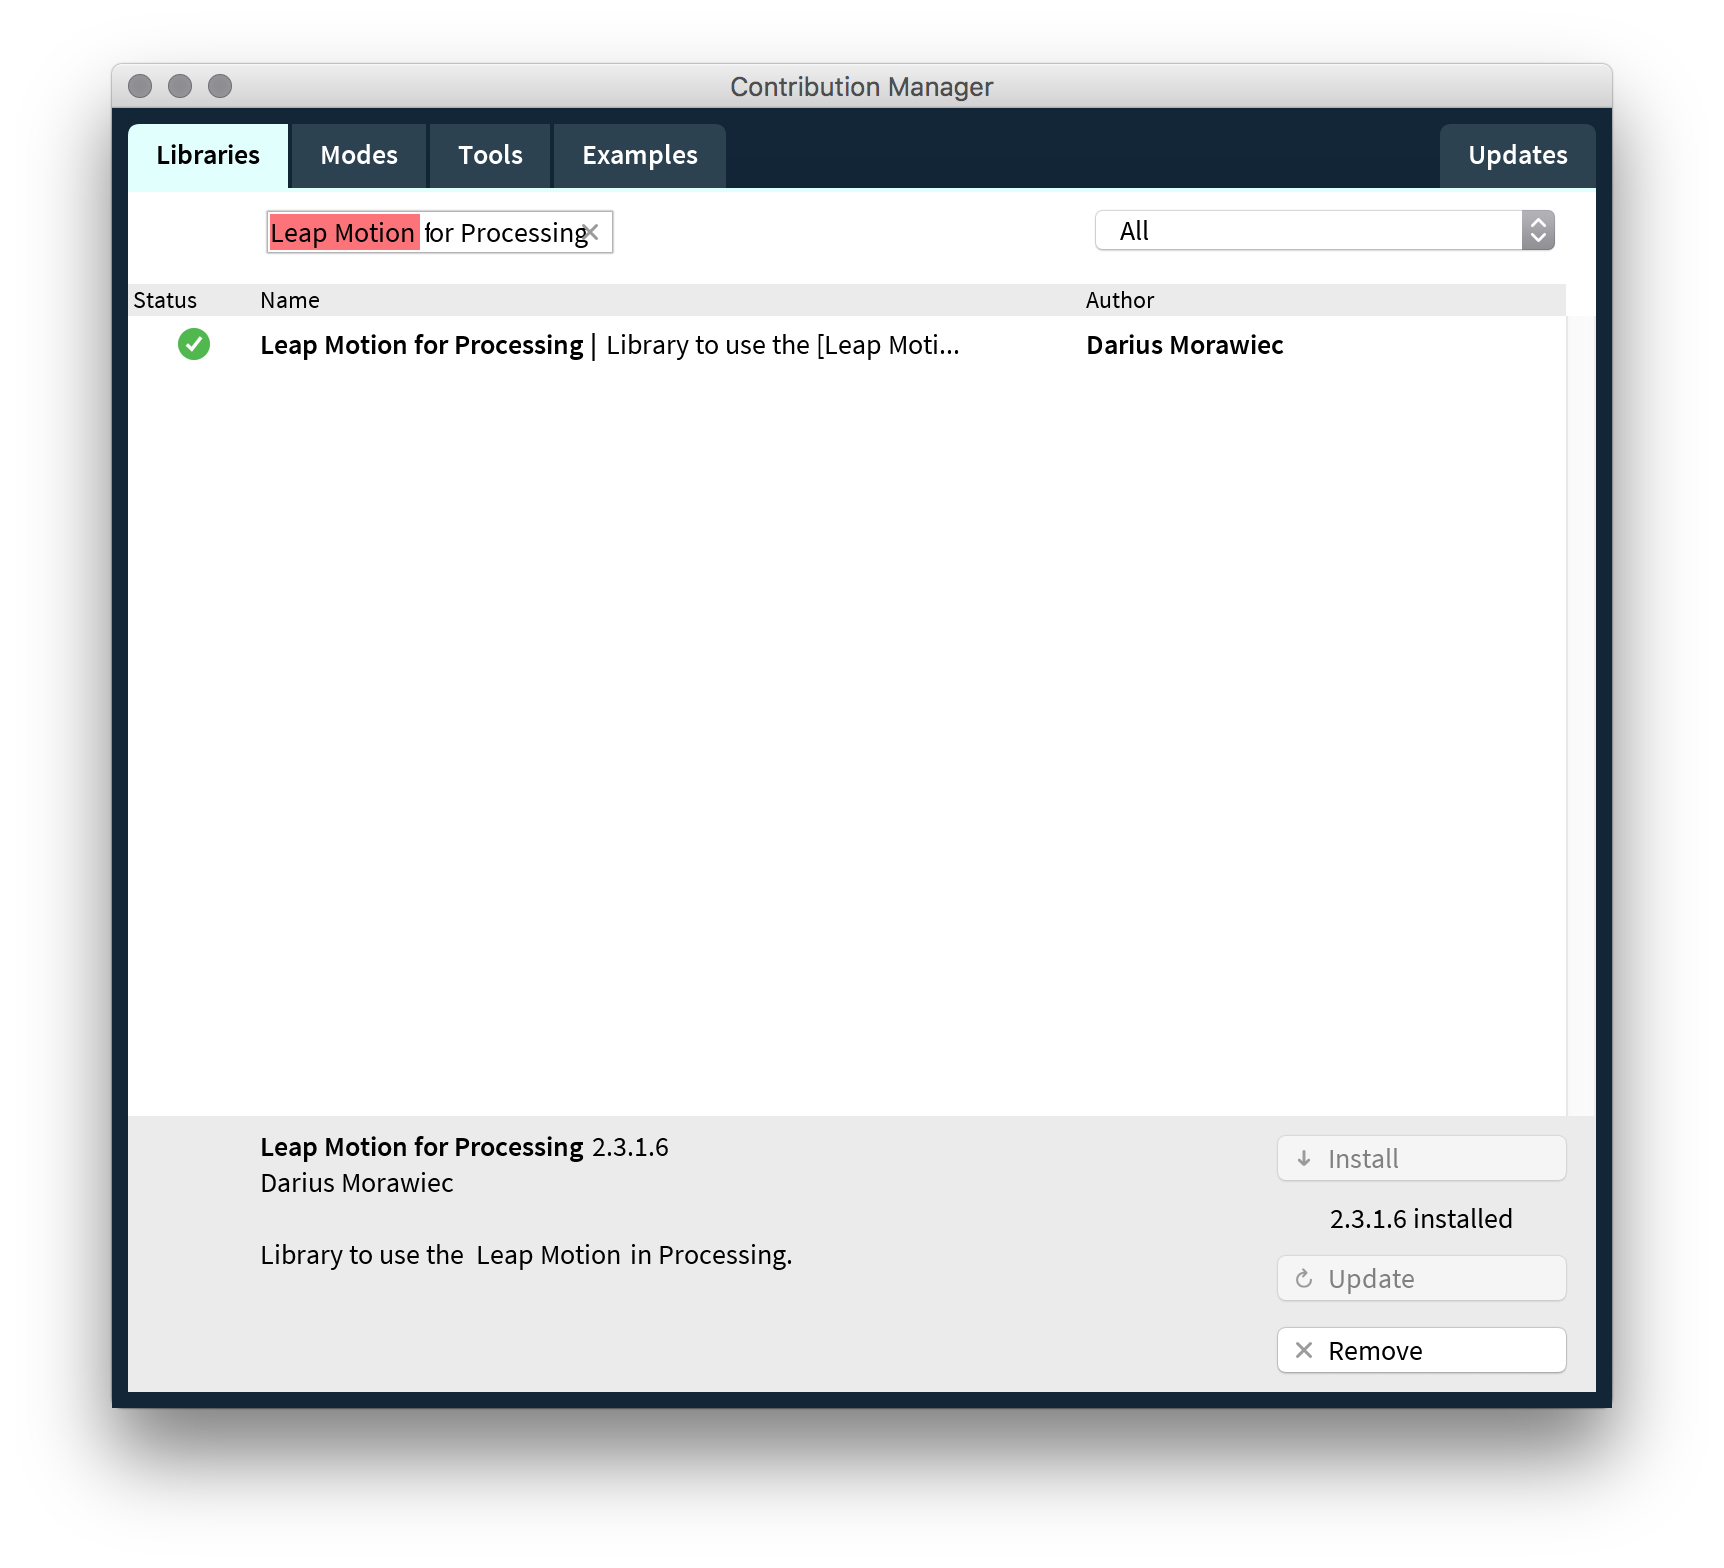 Contribution Manager
Libraries Modes Tools Examples Updates
Leap Motion for Processing All
Status Name Author
Leap Motion for Processing | Library to use the [Leap Moti... Darius Morawiec
Leap Motion for Processing 2.3.1.6
Darius Morawiec
Library to use the Leap Motion in Processing.
Install
2.3.1.6 installed
Update
Remove